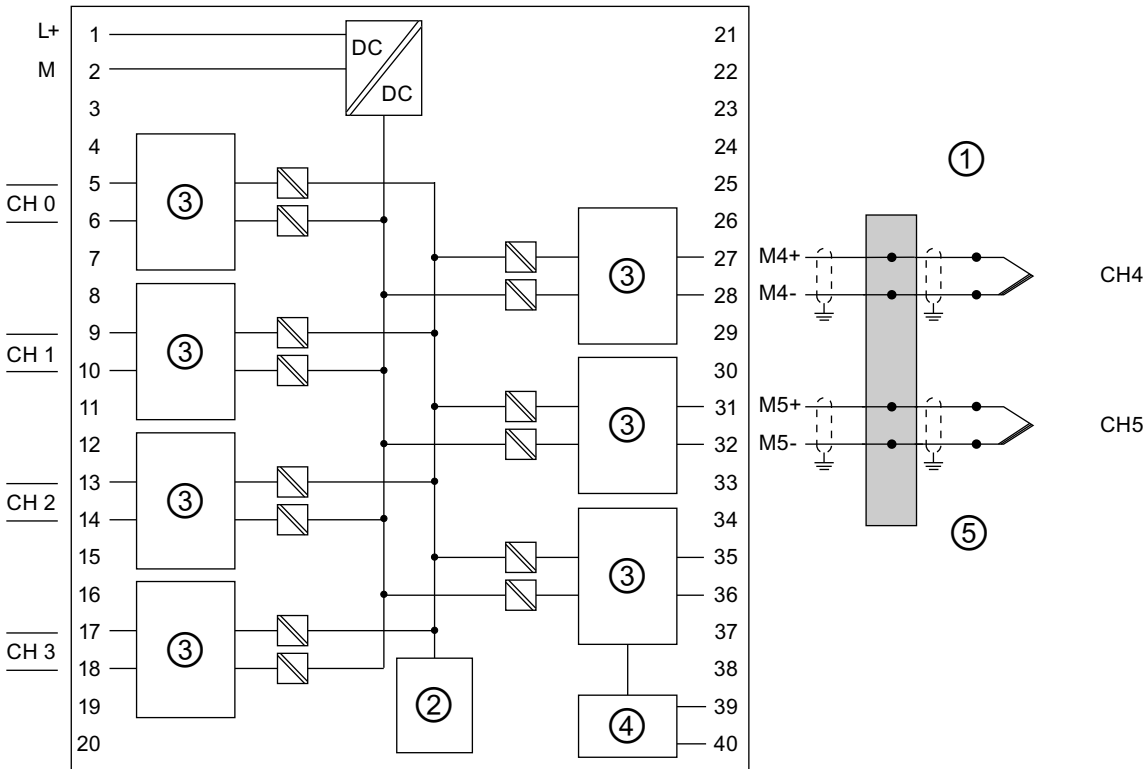 L+ 1 DC 21
M 2 DC 22
3 23
4 24
5 25 ①
CH 0 ③
6 26
7 ③ 27 M4+
CH4
8 28 M4-
9 29
CH 1 ③
10 30
11 31 M5+
③ CH5
12 32 M5-
13 33
CH 2 ③
14 34 ⑤
15 35
③
16 36
17 37
CH 3 ③
18 38
19 ② ④ 39
20 40